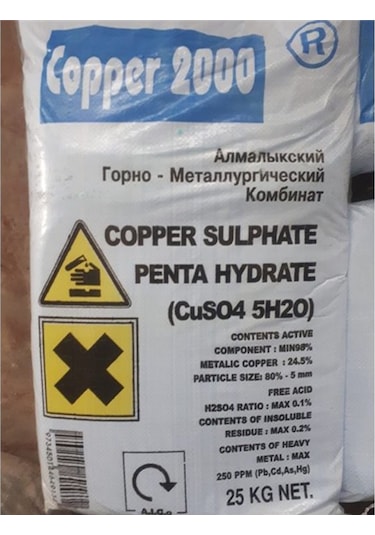 Copper 2000
®
Алмалыкский
Горно - Металлургический
Комбинат
COPPER SULPHATE
PENTA HYDRATE
(CuSO4 5H2O)
CONTENTS ACTIVE
COMPONENT : MIN98%
METALIC COPPER : 24.5%
PARTICLE SIZE: 80% - 5 mm
FREE ACID
H2SO4 RATIO : MAX 0.1%
CONTENTS OF INSOLUBLE
RESIDUE : MAX 0.2%
CONTENTS OF HEAVY
METAL : MAX
250 PPM (Pb,Cd,As,Hg)
25 KG NET.